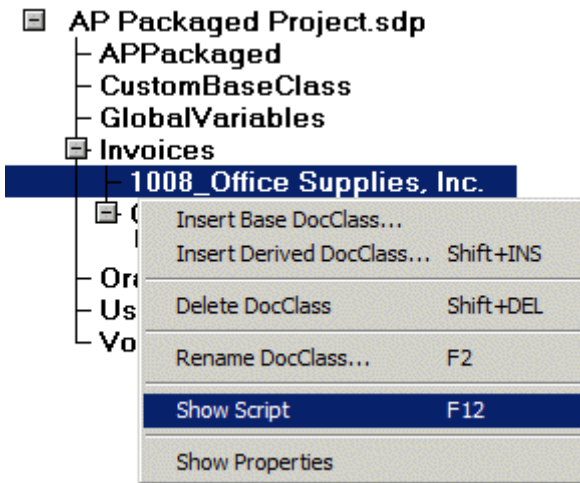 AP Packaged Project.sdp
APPackaged
CustomBaseClass
GlobalVariables
Invoices
1008_Office Supplies, Inc.
Insert Base DocClass...
Insert Derived DocClass... Shift+INS
Delete DocClass Shift+DEL
Rename DocClass... F2
Show Script F12
Show Properties